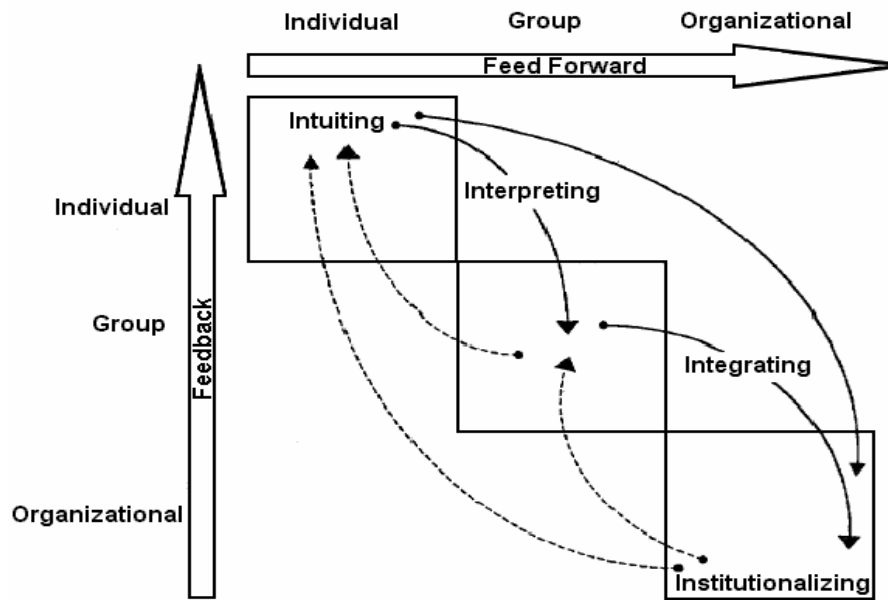 Individual Group Organizational
Feed Forward
Intuiting
Individual
Interpreting
Group
Feedback
Integrating
Organizational
Institutionalizing